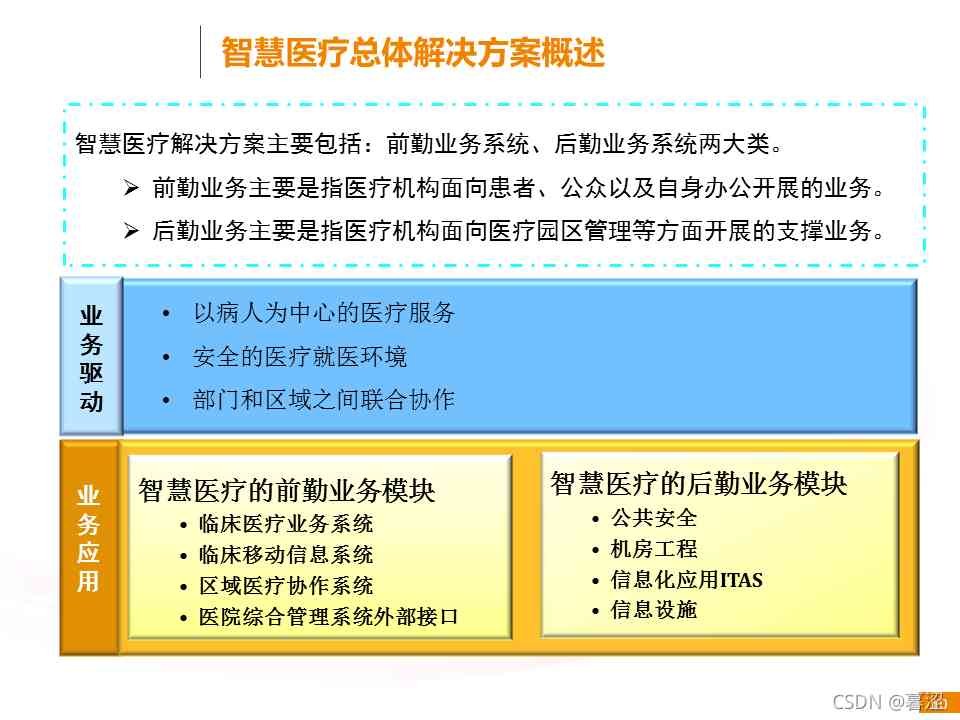 智慧医疗总体解决方案概述
智慧医疗解决方案主要包括：前勤业务系统、后勤业务系统两大类。
➢ 前勤业务主要是指医疗机构面向患者、公众以及自身办公开展的业务。
➢ 后勤业务主要是指医疗机构面向医疗园区管理等方面开展的支撑业务。
业务驱动
• 以病人为中心的医疗服务
• 安全的医疗就医环境
• 部门和区域之间联合协作
业务应用
智慧医疗的前勤业务模块
• 临床医疗业务系统
• 临床移动信息系统
• 区域医疗协作系统
• 医院综合管理系统外部接口
智慧医疗的后勤业务模块
• 公共安全
• 机房工程
• 信息化应用ITAS
• 信息设施
CSDN @暮泓